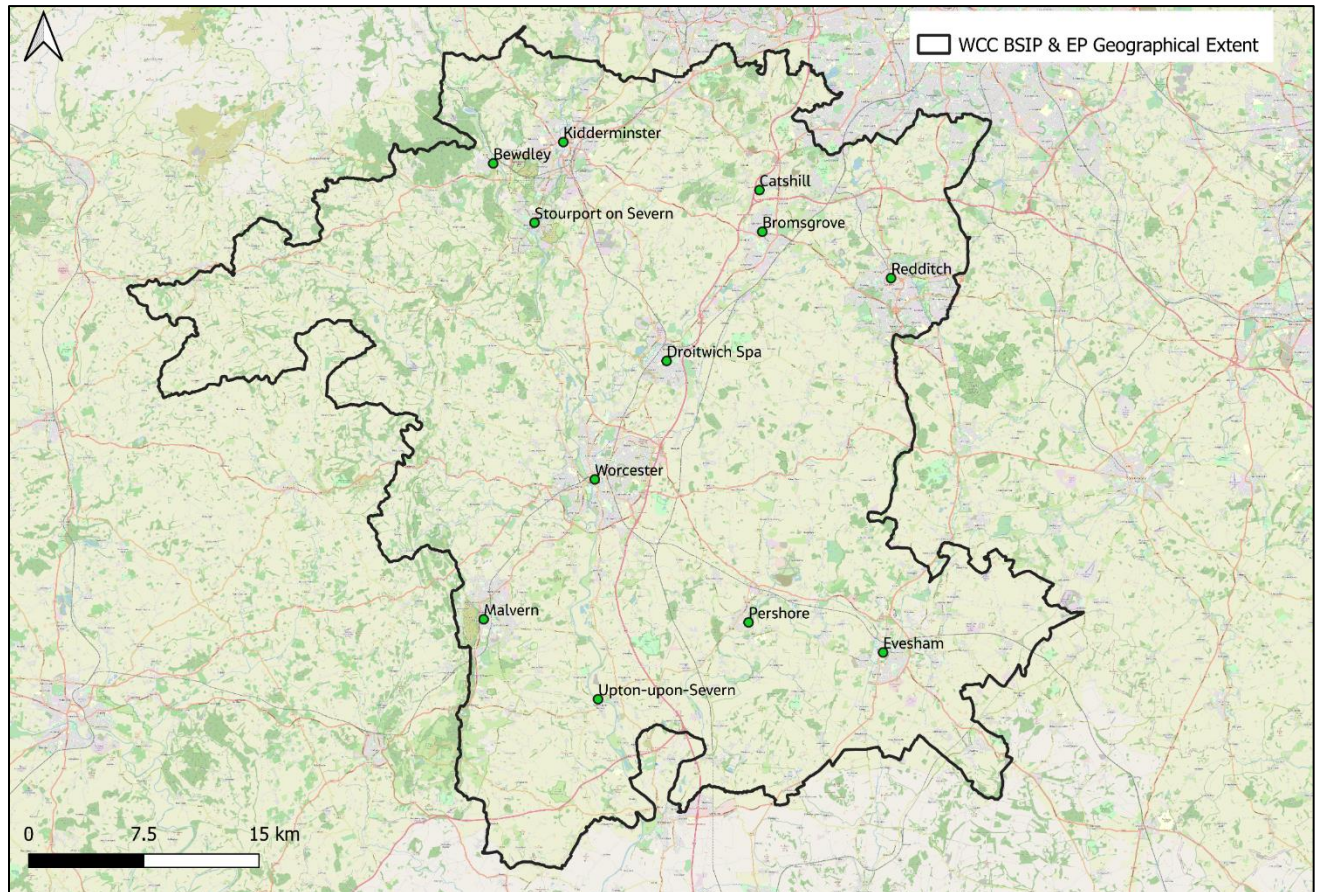 WCC BSIP & EP Geographical Extent
Kidderminster
Bewdley
Catshill
Stourport on Severn
Bromsgrove
Redditch
Droitwich Spa
Worcester
Malvern
Pershore
Evesham
Upton-upon-Severn
0 7.5 15 km